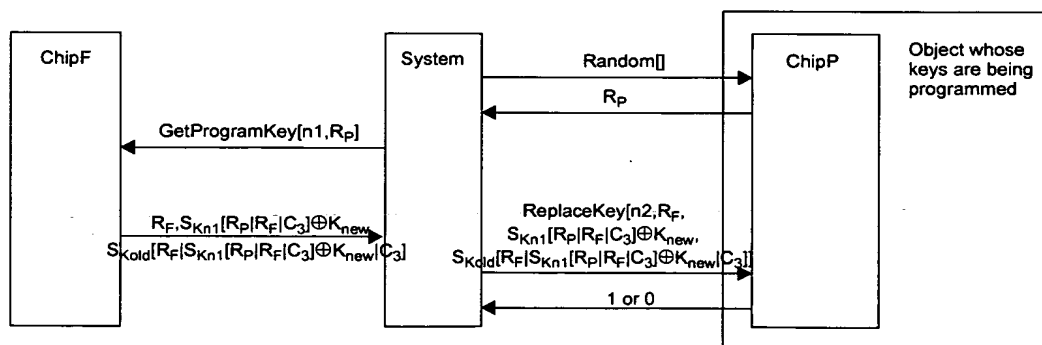 ChipF
System
ChipP
Object whose
keys are being
programmed
Random[]
R_P
GetProgramKey[n1,R_P]
R_F,S_Kn1[R_P|R_F|C_3]⊕K_new
S_Kold[R_F|S_Kn1[R_P|R_F|C_3]⊕K_new|C_3]
ReplaceKey[n2,R_F,
S_Kn1[R_P|R_F|C_3]⊕K_new,
S_Kold[R_F|S_Kn1[R_P|R_F|C_3]⊕K_new|C_3]]
1 or 0